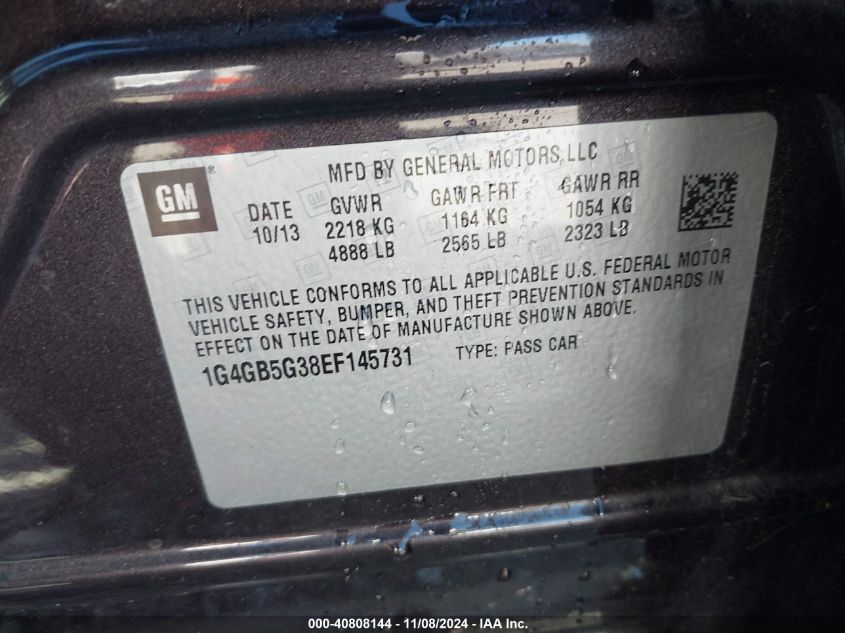 GM®
MFD BY GENERAL MOTORS LLC
DATE GVWR GAWR FRT GAWR RR
10/13 2218 KG 1164 KG 1054 KG
4888 LB 2565 LB 2323 LB
THIS VEHICLE CONFORMS TO ALL APPLICABLE U.S. FEDERAL MOTOR
VEHICLE SAFETY, BUMPER, AND THEFT PREVENTION STANDARDS IN
EFFECT ON THE DATE OF MANUFACTURE SHOWN ABOVE.
1G4GB5G38EF145731 TYPE: PASS CAR
000-40808144 - 11/08/2024 - IAA Inc.